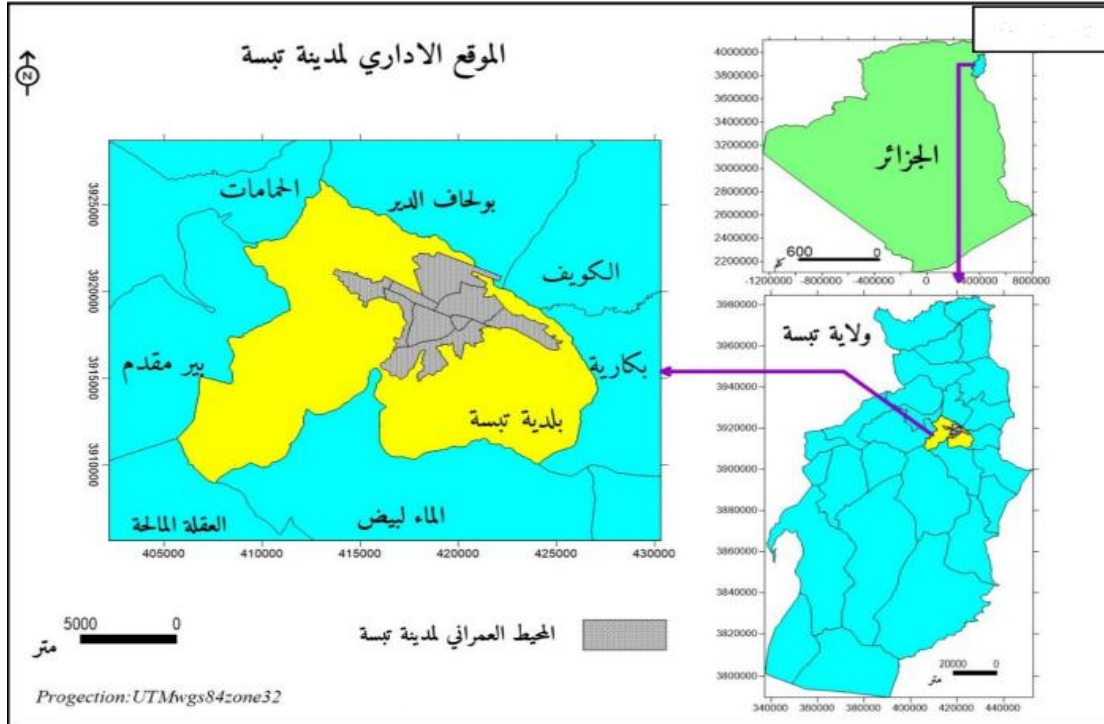 الموقع الاداري لمدينة تبسة
N
الحمامات
بولحاف الدير
الكويف
بكارية
بير مقدم
بلدية تبسة
الماء لبيض
العقلة المالحة
3925000
3920000
3915000
3910000
405000 410000 415000 420000 425000 430000
5000 0
متر
المحيط العمراني لمدينة تبسة
Progection:UTMwgs84zone32
الجزائر
4000000
3800000
3600000
3400000
3200000
3000000
2800000
2600000
2400000
2200000
600 0
كم
-1200000 -800000 -400000 0 400000 800000
ولاية تبسة
3980000
3960000
3940000
3920000
3900000
3880000
3860000
3840000
3820000
3800000
20000 0
متر
340000 360000 380000 400000 420000 440000